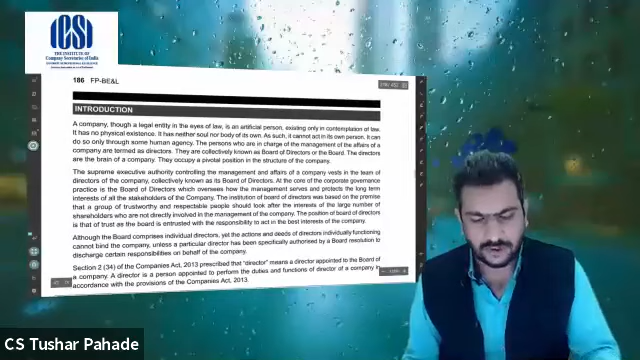 ICSI
THE INSTITUTE OF
Company Secretaries of India
186 FP-BE&L
INTRODUCTION
A company, though a legal entity in the eyes of law, is an artificial person, existing only in contemplation of law.
It has no physical existence. It has neither soul nor body of its own. As such, it cannot act in its own person. It can
do so only through some human agency. The persons who are in charge of the management of the affairs of a
company are termed as directors. They are collectively known as Board of Directors or the Board. The directors
are the brain of a company. They occupy a pivotal position in the structure of the company.
The supreme executive authority controlling the management and affairs of a company vests in the team of
directors of the company, collectively known as its Board of Directors. At the core of the corporate governance
practice is the Board of Directors which oversees how the management serves and protects the long term
interests of all the stakeholders of the Company. The institution of board of directors was based on the premise
that a group of trustworthy and respectable people should look after the interests of the large number of
shareholders who are not directly involved in the management of the company. The position of board of directors
is that of trust as the board is entrusted with the responsibility to act in the best interests of the company.
Although the Board comprises individual directors, yet the actions and deeds of directors individually functioning
cannot bind the company, unless a particular director has been specifically authorised by a Board resolution to
discharge certain responsibilities on behalf of the company.
Section 2 (34) of the Companies Act, 2013 prescribed that "director" means a director appointed to the Board of
a company. A director is a person appointed to perform the duties and functions of director of a company
accordance with the provisions of the Companies Act, 2013.
CS Tushar Pahade